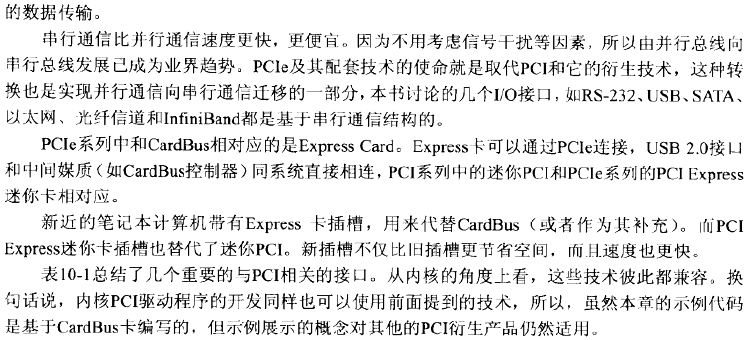 的数据传输。
串行通信比并行通信速度更快，更便宜。因为不用考虑信号干扰等因素，所以由并行总线向
串行总线发展已成为业界趋势。PCIe及其配套技术的使命就是取代PCI和它的衍生技术，这种转
换也是实现并行通信向串行通信迁移的一部分，本书讨论的几个I/O接口，如RS-232、USB、SATA、
以太网、光纤信道和InfiniBand都是基于串行通信结构的。
PCIe系列中和CardBus相对应的是Express Card。Express卡可以通过PCIe连接，USB 2.0接口
和中间媒质（如CardBus控制器）同系统直接相连，PCI系列中的迷你PCI和PCIe系列的PCI Express
迷你卡相对应。
新近的笔记本计算机带有Express 卡插槽，用来代替CardBus（或者作为其补充）。而PCI
Express迷你卡插槽也替代了迷你PCI。新插槽不仅比旧插槽更节省空间，而且速度也更快。
表10-1总结了几个重要的与PCI相关的接口。从内核的角度上看，这些技术彼此都兼容。换
句话说，内核PCI驱动程序的开发同样也可以使用前面提到的技术，所以，虽然本章的示例代码
是基于CardBus卡编写的，但示例展示的概念对其他的PCI衍生产品仍然适用。